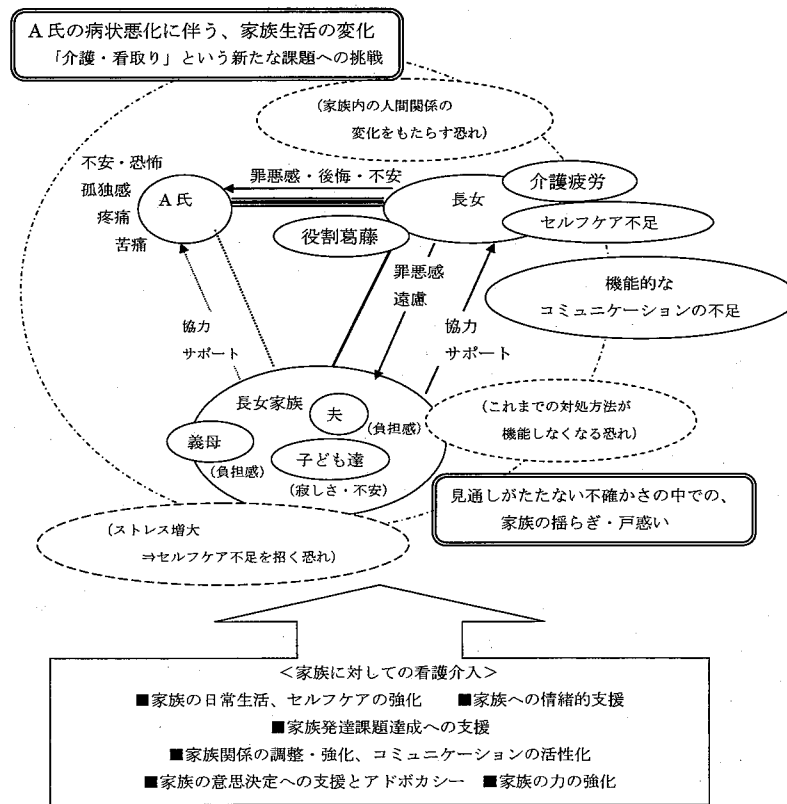 A氏の病状悪化に伴う、家族生活の変化
「介護・看取り」という新たな課題への挑戦
(家族内の人間関係の
変化をもたらす恐れ)
不安・恐怖
孤独感
疼痛
苦痛
A氏
罪悪感・後悔・不安
長女
介護疲労
セルフケア不足
役割葛藤
罪悪感
遠慮
機能的な
コミュニケーションの不足
協力
サポート
協力
サポート
長女家族
夫
(負担感)
義母
(負担感)
子ども達
(寂しさ・不安)
(これまでの対処方法が
機能しなくなる恐れ)
見通しがたたない不確かさの中での、
家族の揺らぎ・戸惑い
(ストレス増大
⇒セルフケア不足を招く恐れ)
<家族に対しての看護介入>
■家族の日常生活、セルフケアの強化 ■家族への情緒的支援
■家族発達課題達成への支援
■家族関係の調整・強化、コミュニケーションの活性化
■家族の意思決定への支援とアドボカシー ■家族の力の強化